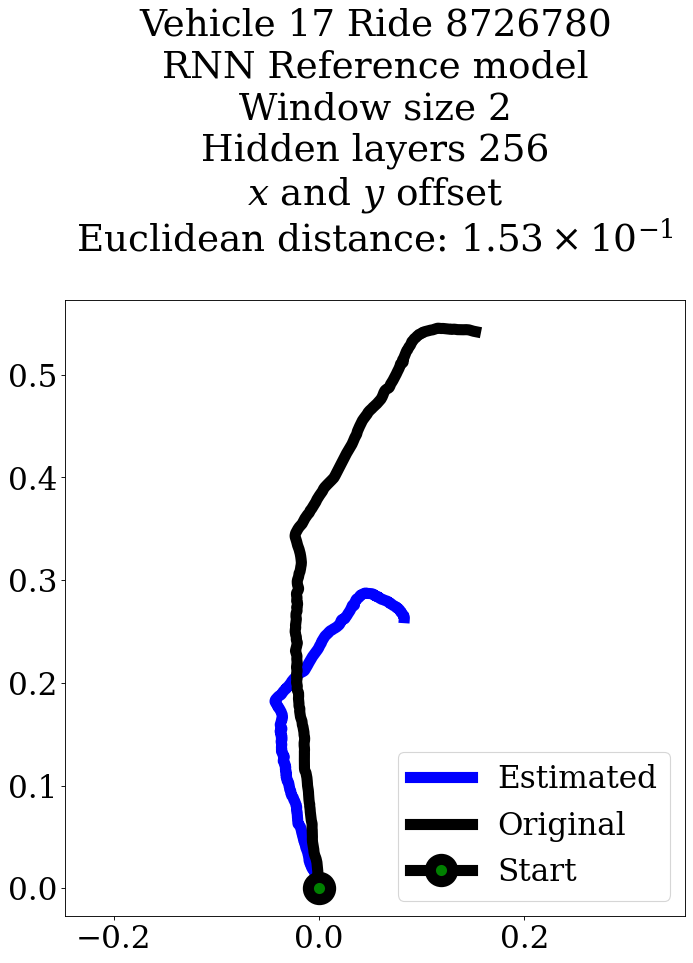 Vehicle 17 Ride 8726780
RNN Reference model
Window size 2
Hidden layers 256
x and y offset
Euclidean distance: 1.53 × 10⁻¹
0.5
0.4
0.3
0.2
0.1
0.0
Estimated
Original
Start
−0.2 0.0 0.2